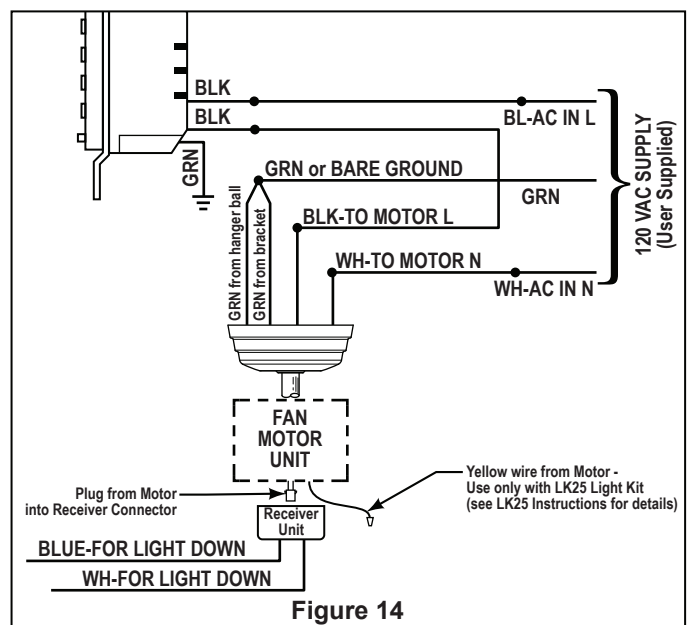 BLK
BL-AC IN L
BLK
GRN
GRN or BARE GROUND
GRN
120 VAC SUPPLY
(User Supplied)
GRN from hanger ball
GRN from bracket
BLK-TO MOTOR L
WH-TO MOTOR N
WH-AC IN N
FAN
MOTOR
UNIT
Plug from Motor
into Receiver Connector
Yellow wire from Motor -
Use only with LK25 Light Kit
(see LK25 Instructions for details)
Receiver
Unit
BLUE-FOR LIGHT DOWN
WH-FOR LIGHT DOWN
Figure 14